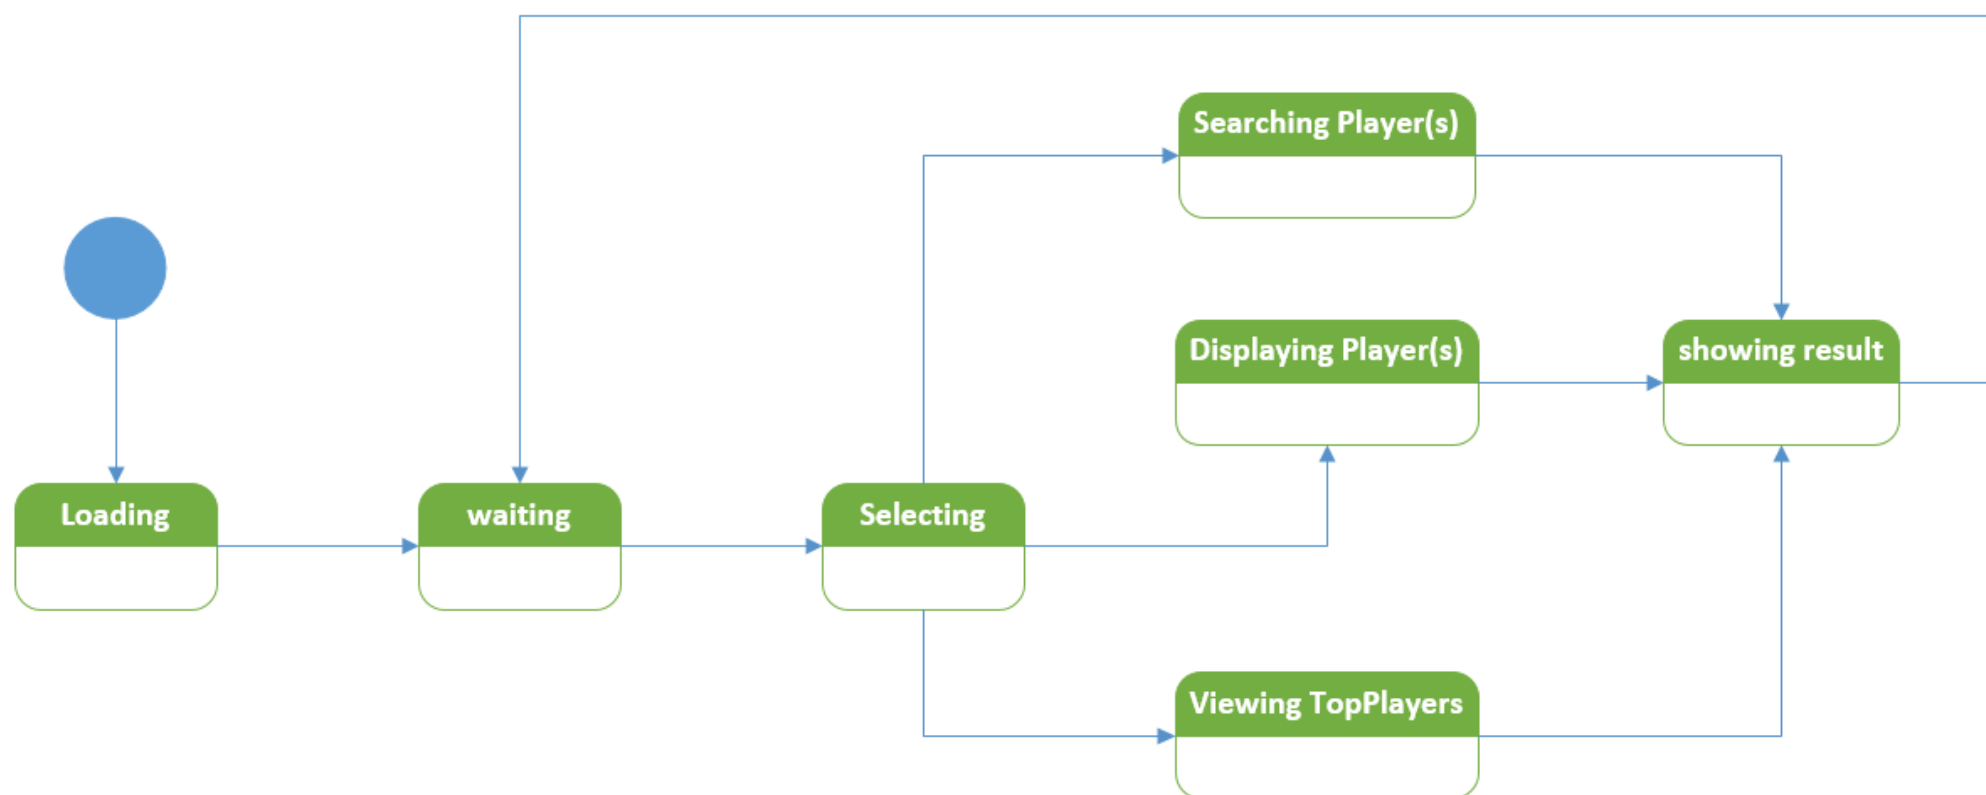 Searching Player(s)
Displaying Player(s)
showing result
Loading
waiting
Selecting
Viewing TopPlayers